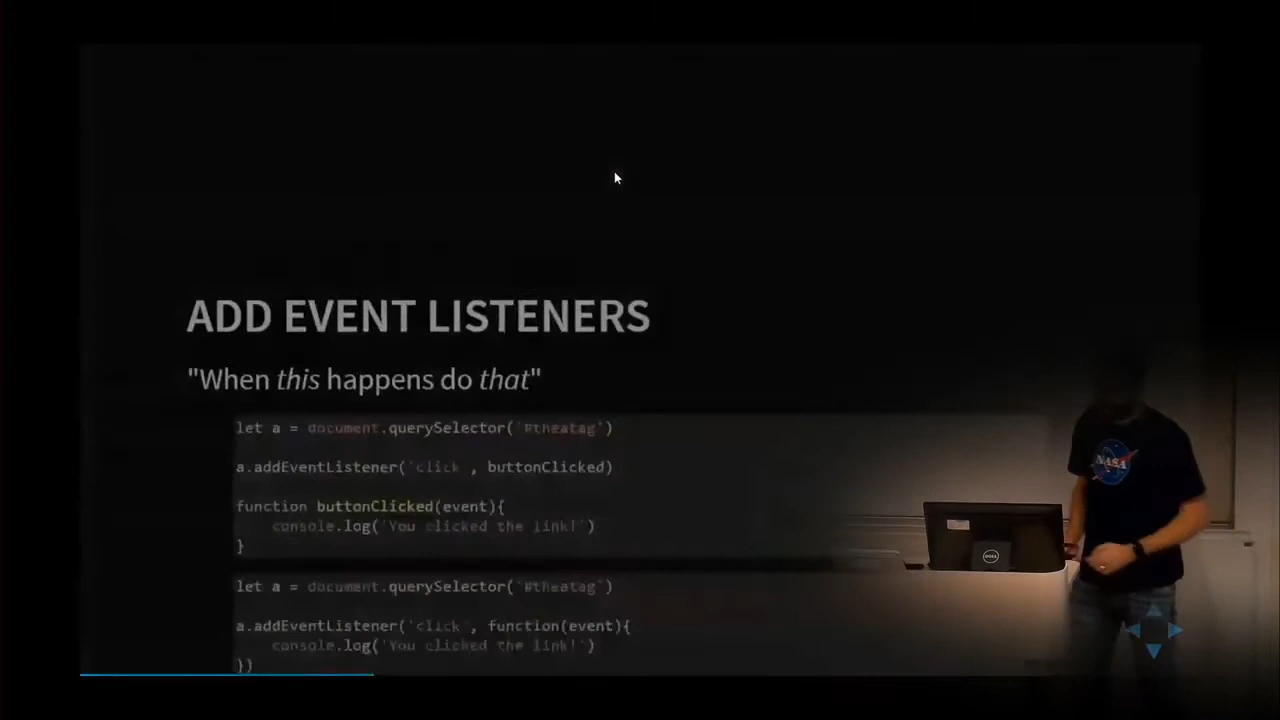 ADD EVENT LISTENERS
"When this happens do that"
let a = document.querySelector('#theatag')
a.addEventListener('click', buttonClicked)
function buttonClicked(event){
console.log('You clicked the link!')
}
let a = document.querySelector('#theatag')
a.addEventListener('click', function(event){
console.log('You clicked the link!')
})
NASA
DELL